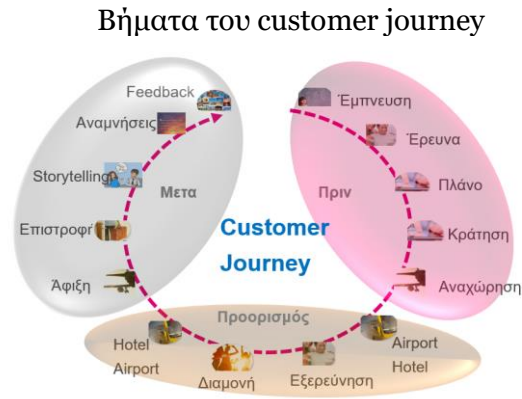 Βήματα του customer journey
Έμπνευση
Έρευνα
Πλάνο
Κράτηση
Αναχώρηση
Πριν
Airport
Hotel
Εξερεύνηση
Διαμονή
Hotel
Airport
Προορισμός
Άφιξη
Επιστροφή
Storytelling
Αναμνήσεις
Feedback
Μετα
Customer
Journey